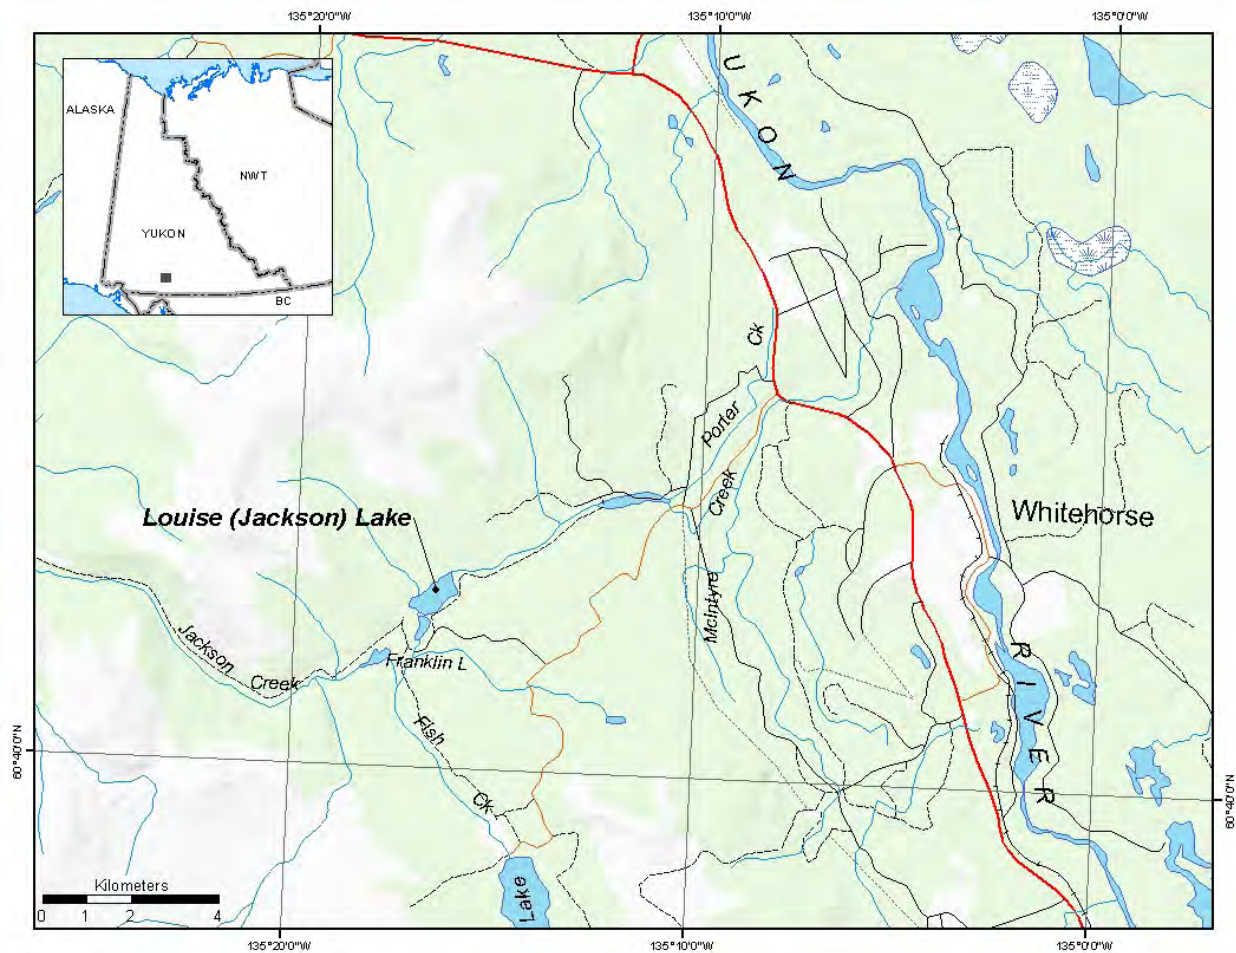 135°20'0"W
135°10'0"W
135°0'0"W
ALASKA
NWT
YUKON
BC
UKON
Ck
Porter
Creek
McIntyre
Louise (Jackson) Lake
Whitehorse
Jackson
Creek
Franklin L
Fish
Ck
RIVER
60°40'0"N
60°40'0"N
Kilometers
0 1 2 4
Lake
135°20'0"W
135°10'0"W
135°0'0"W